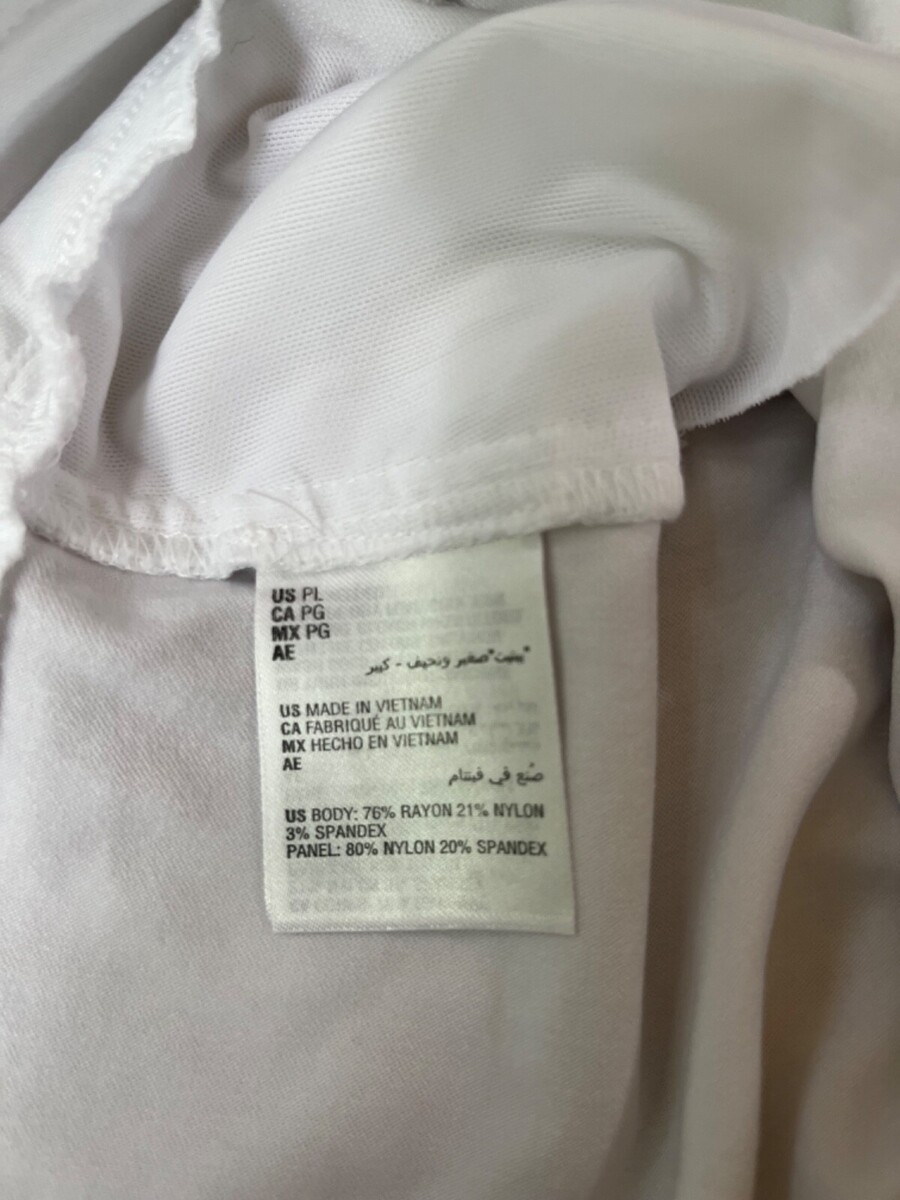 US PL
CA PG
MX PG
AE
"بيتيت" صغير ونحيف - كبير
US MADE IN VIETNAM
CA FABRIQUÉ AU VIETNAM
MX HECHO EN VIETNAM
AE
صُنع في فيتنام
US BODY: 76% RAYON 21% NYLON
3% SPANDEX
PANEL: 80% NYLON 20% SPANDEX